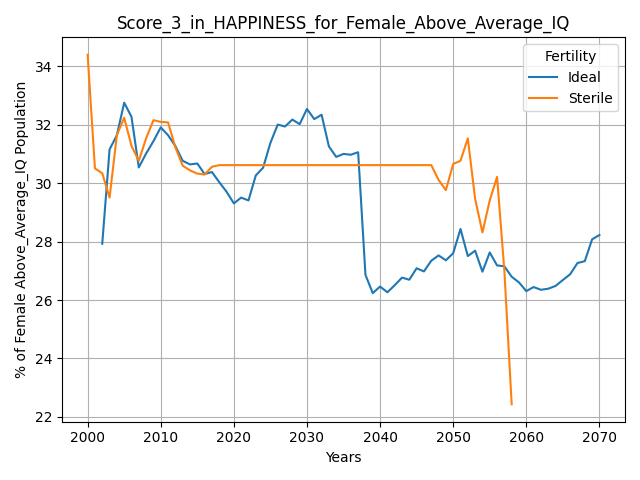 Score_3_in_HAPPINESS_for_Female_Above_Average_IQ
Fertility
Ideal
Sterile
% of Female Above_Average_IQ Population
34
32
30
28
26
24
22
2000 2010 2020 2030 2040 2050 2060 2070
Years